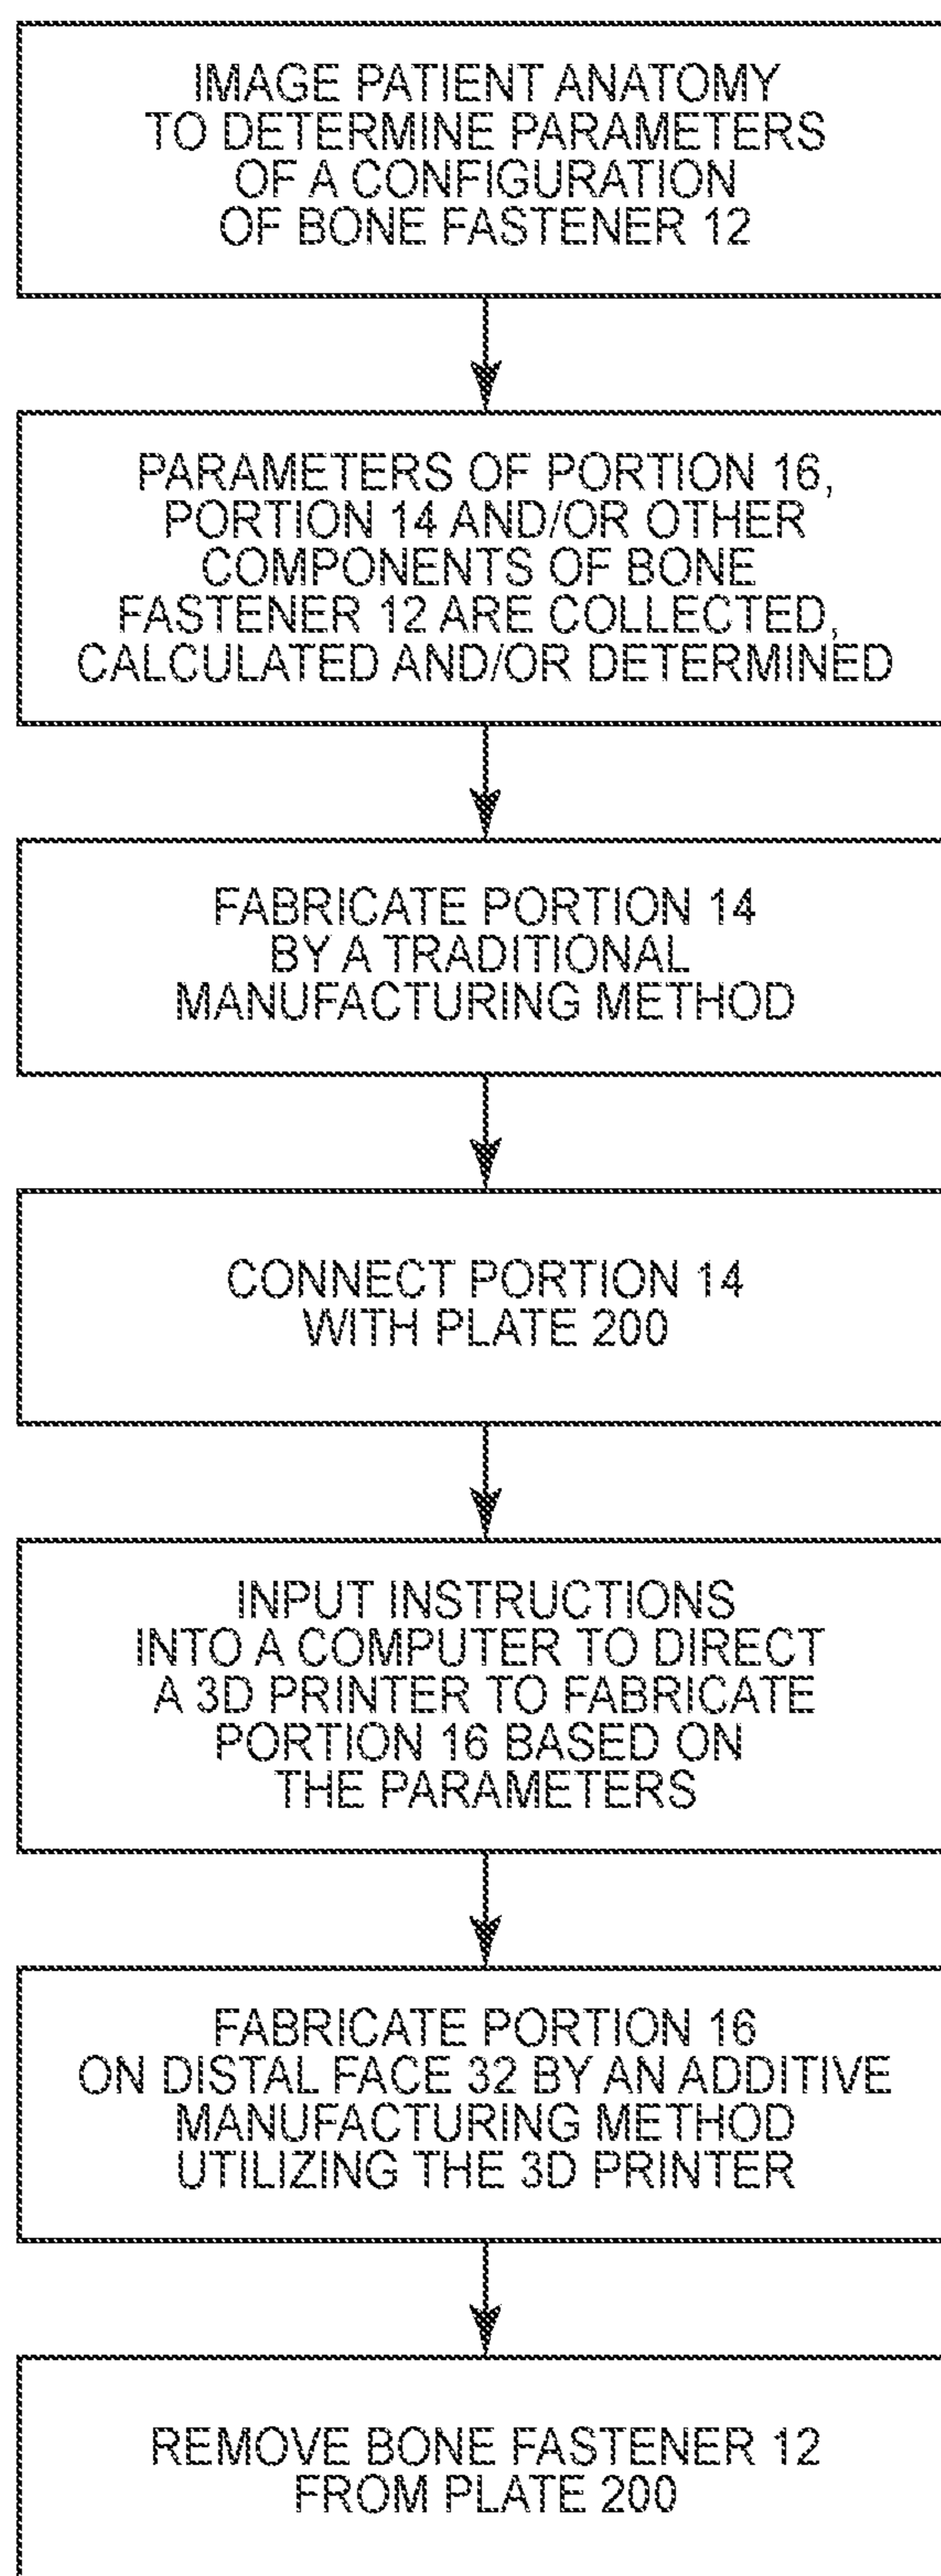 IMAGE PATIENT ANATOMY
TO DETERMINE PARAMETERS
OF A CONFIGURATION
OF BONE FASTENER 12
PARAMETERS OF PORTION 16,
PORTION 14 AND/OR OTHER
COMPONENTS OF BONE
FASTENER 12 ARE COLLECTED,
CALCULATED AND/OR DETERMINED
FABRICATE PORTION 14
BY A TRADITIONAL
MANUFACTURING METHOD
CONNECT PORTION 14
WITH PLATE 200
INPUT INSTRUCTIONS
INTO A COMPUTER TO DIRECT
A 3D PRINTER TO FABRICATE
PORTION 16 BASED ON
THE PARAMETERS
FABRICATE PORTION 16
ON DISTAL FACE 32 BY AN ADDITIVE
MANUFACTURING METHOD
UTILIZING THE 3D PRINTER
REMOVE BONE FASTENER 12
FROM PLATE 200